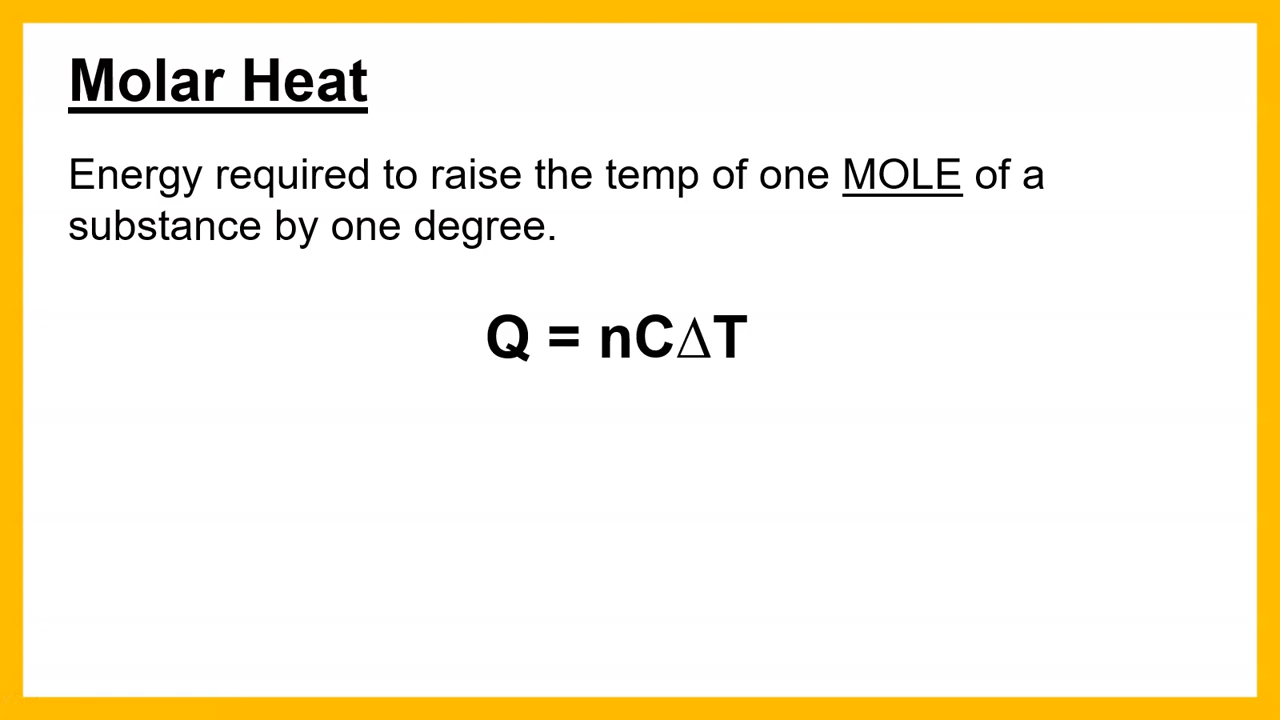 Molar Heat
Energy required to raise the temp of one MOLE of a
substance by one degree.
Q = nC∆T